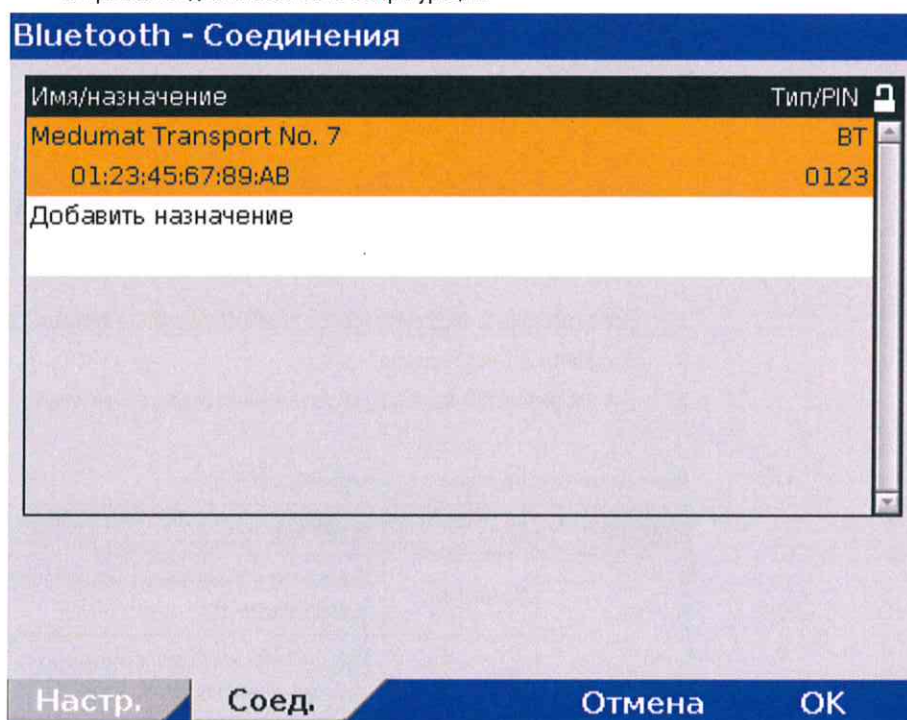 Bluetooth - Соединения
Имя/назначение Тип/PIN
Medumat Transport No. 7 BT
01:23:45:67:89:AB 0123
Добавить назначение
Настр. Соед. Отмена OK